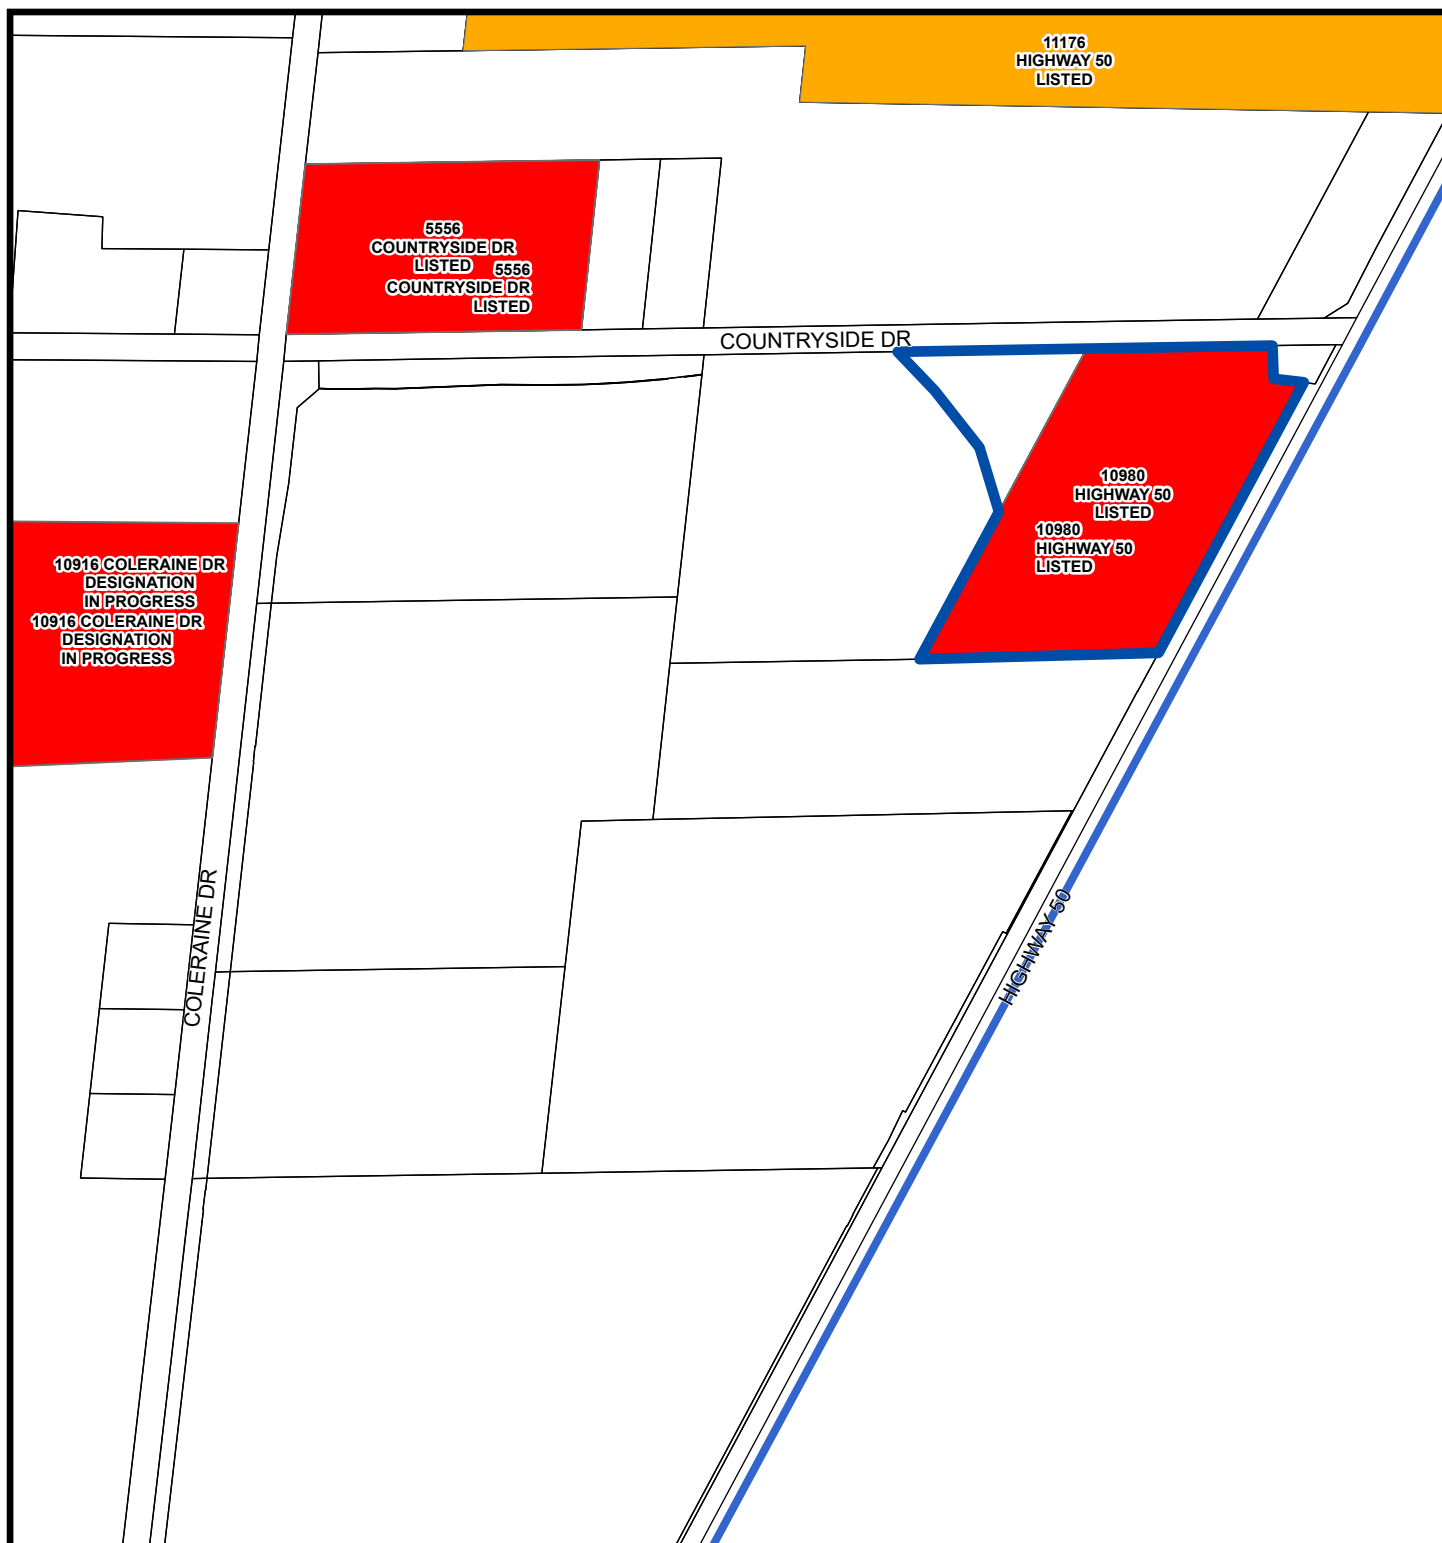 11176
HIGHWAY 50
LISTED
5556
COUNTRYSIDE DR
LISTED
5556
COUNTRYSIDE DR
LISTED
COUNTRYSIDE DR
10980
HIGHWAY 50
LISTED
10980
HIGHWAY 50
LISTED
10916 COLERAINE DR
DESIGNATION
IN PROGRESS
10916 COLERAINE DR
DESIGNATION
IN PROGRESS
COLERAINE DR
HIGHWAY 50